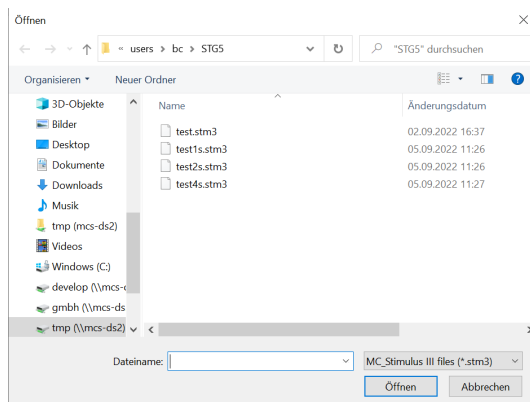 Öffnen
« users > bc > STG5
"STG5" durchsuchen
Organisieren
Neuer Ordner
3D-Objekte
Bilder
Desktop
Dokumente
Downloads
Musik
tmp (mcs-ds2)
Videos
Windows (C:)
develop (\\mcs-d
gmbh (\\mcs-ds
tmp (\\mcs-ds2)
Name
Änderungsdatum
test.stm3 02.09.2022 16:37
test1s.stm3 05.09.2022 11:26
test2s.stm3 05.09.2022 11:26
test4s.stm3 05.09.2022 11:27
Dateiname:
MC_Stimulus III files (*.stm3)
Öffnen
Abbrechen